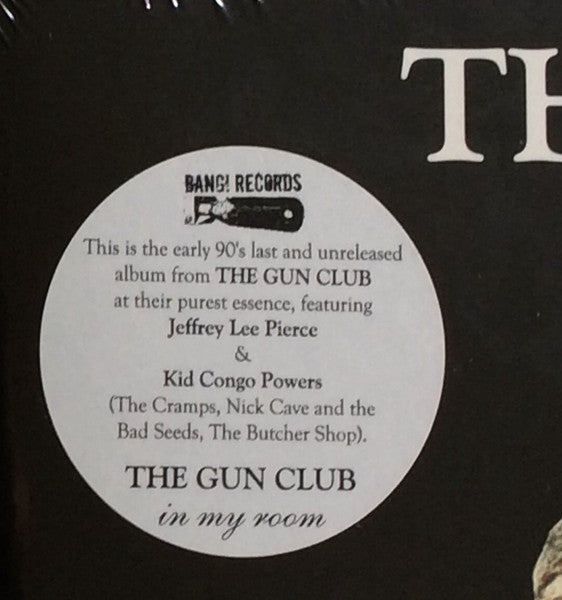 TH
BANG! RECORDS
This is the early 90's last and unreleased
album from THE GUN CLUB
at their purest essence, featuring
Jeffrey Lee Pierce
&
Kid Congo Powers
(The Cramps, Nick Cave and the
Bad Seeds, The Butcher Shop).
THE GUN CLUB
in my room